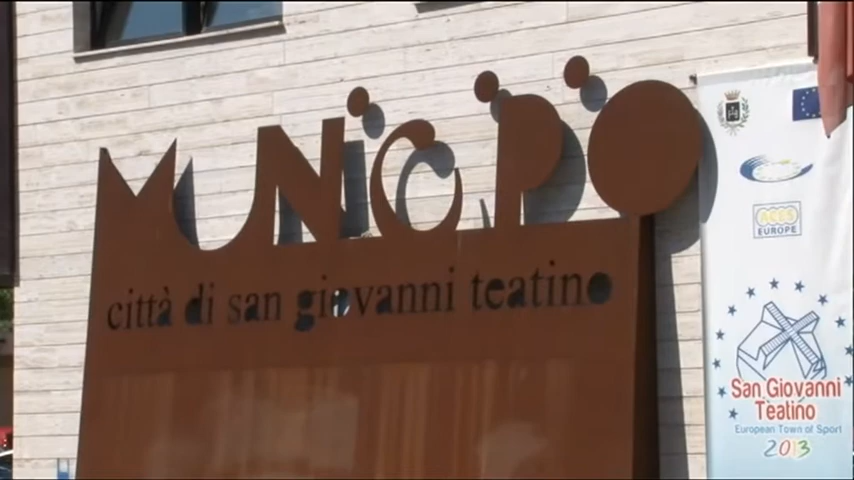 MUNICIPIO
città di san giovanni teatino
ACES
EUROPE
San Giovanni
Teatino
European Town of Sport
2013